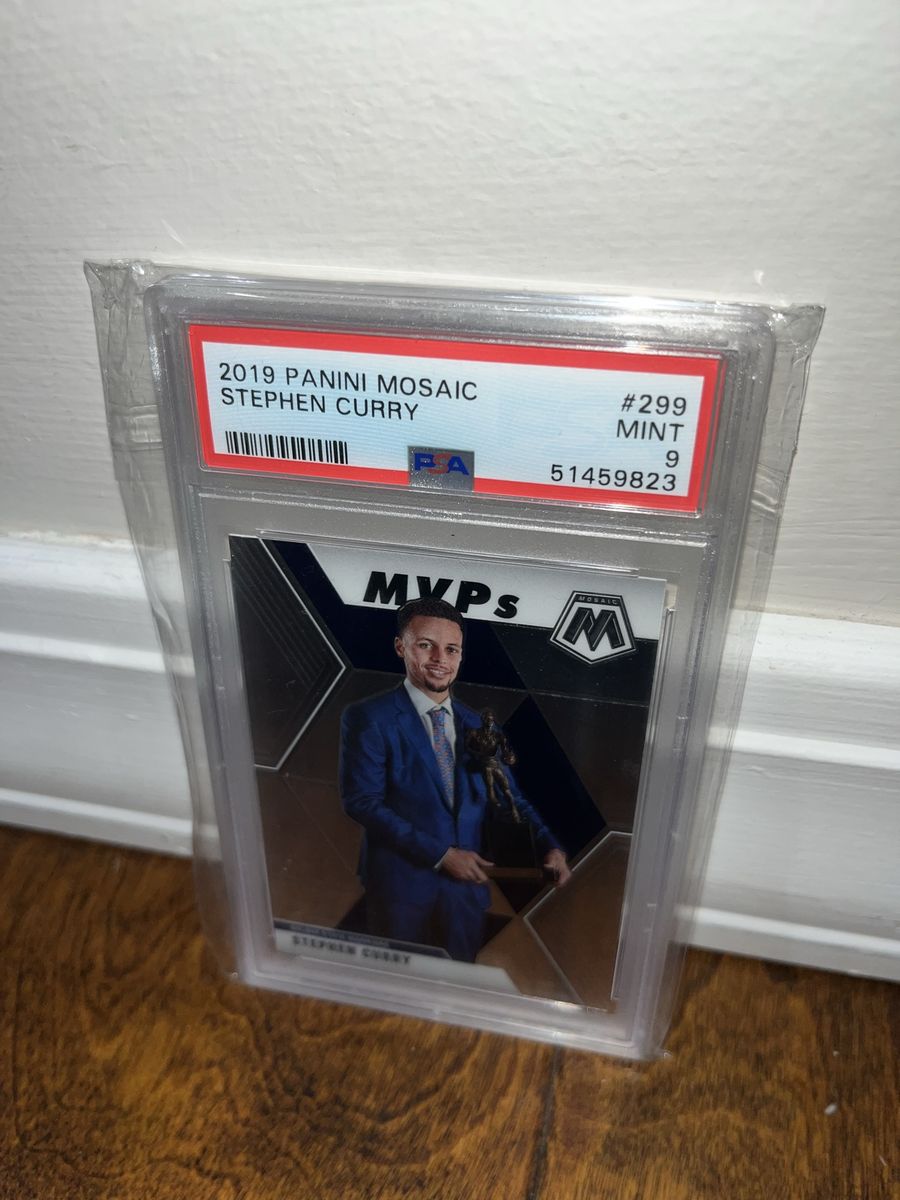 2019 PANINI MOSAIC
STEPHEN CURRY
#299
MINT
9
51459823
PSA
MVPs
MOSAIC
M
STEPHEN CURRY